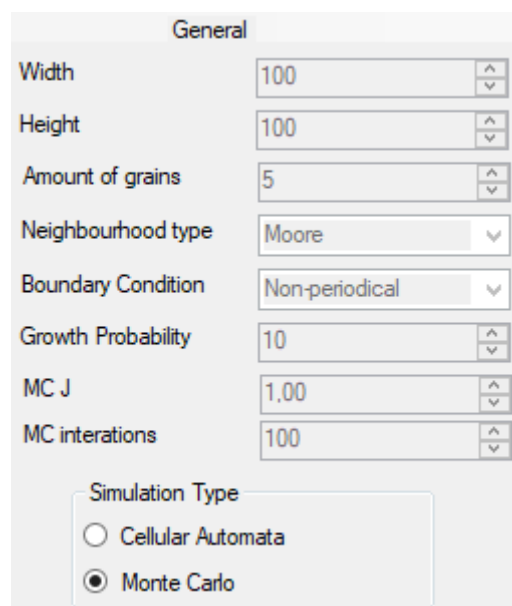 General
Width 100
Height 100
Amount of grains 5
Neighbourhood type Moore
Boundary Condition Non-periodical
Growth Probability 10
MC J 1,00
MC interations 100
Simulation Type
Cellular Automata
Monte Carlo